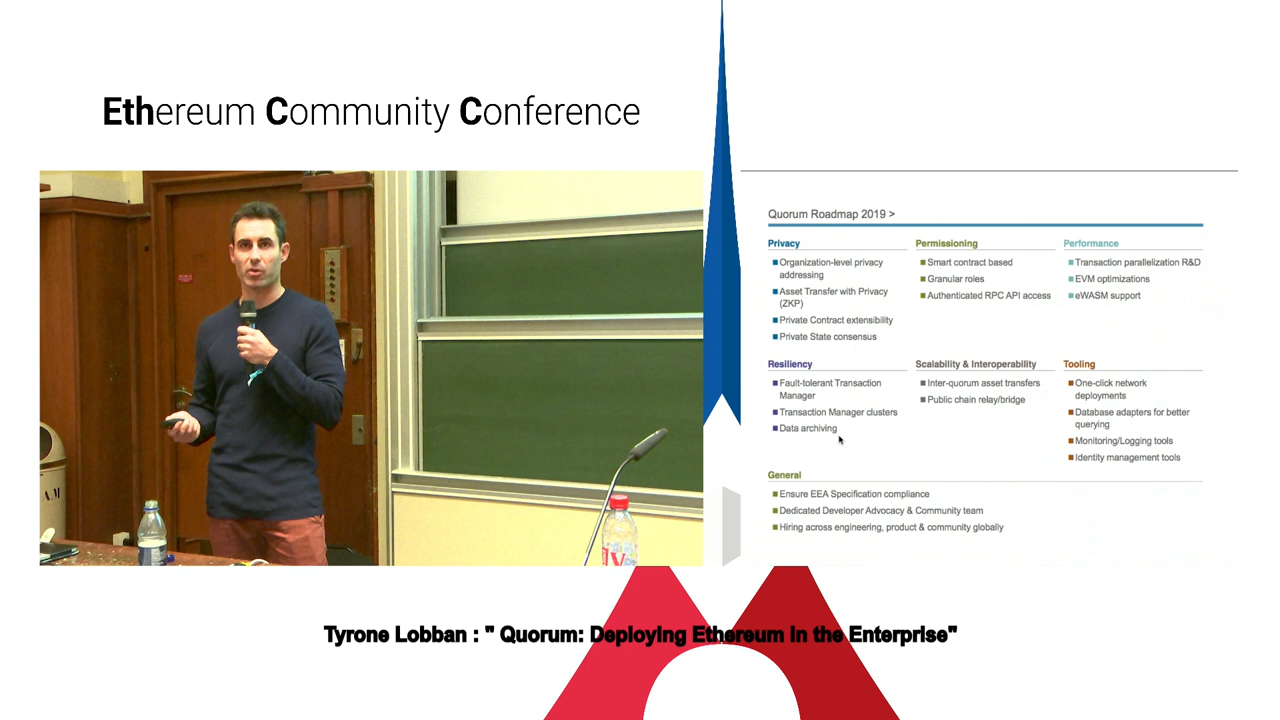 Ethereum Community Conference
Quorum Roadmap 2019 >
Privacy
Organization-level privacy
addressing
Asset Transfer with Privacy
(ZKP)
Private Contract extensibility
Private State consensus
Permissioning
Smart contract based
Granular roles
Authenticated RPC API access
Performance
Transaction parallelization R&D
EVM optimizations
eWASM support
Resiliency
Fault-tolerant Transaction
Manager
Transaction Manager clusters
Data archiving
Scalability & Interoperability
Inter-quorum asset transfers
Public chain relay/bridge
Tooling
One-click network
deployments
Database adapters for better
querying
Monitoring/Logging tools
Identity management tools
General
Ensure EEA Specification compliance
Dedicated Developer Advocacy & Community team
Hiring across engineering, product & community globally
Tyrone Lobban : " Quorum: Deploying Ethereum in the Enterprise"